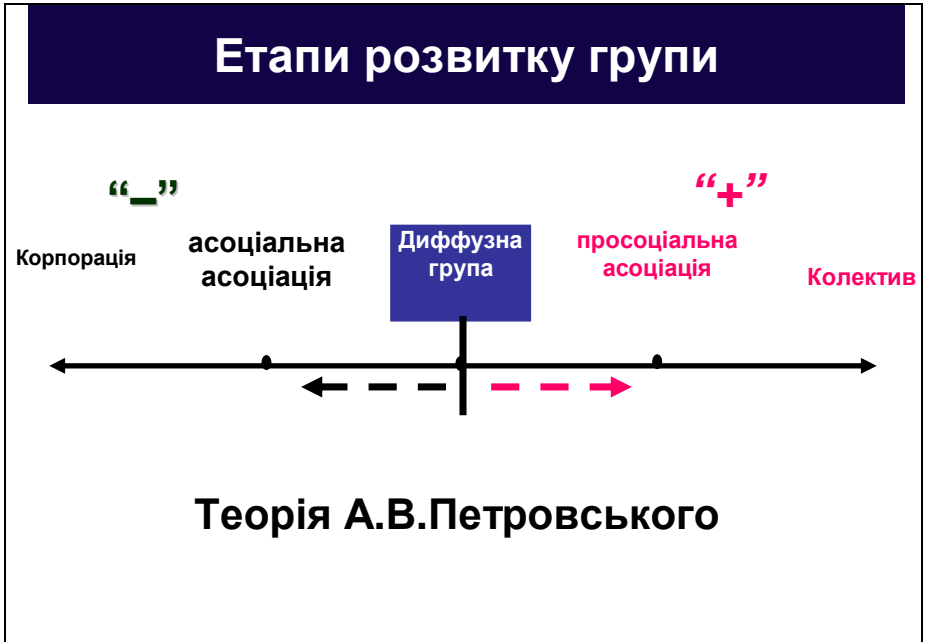 Етапи розвитку групи
“–”
“+”
Корпорація
асоціальна
асоціація
Диффузна
група
просоціальна
асоціація
Колектив
Теорія А.В.Петровського